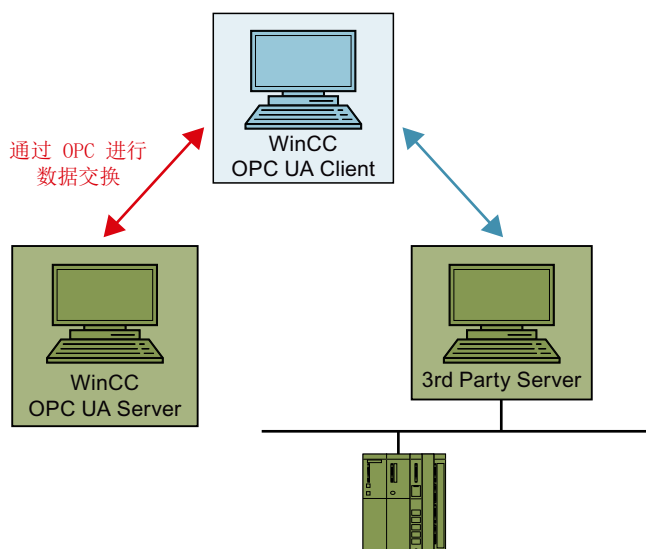 WinCC
OPC UA Client
通过 OPC 进行
数据交换
WinCC
OPC UA Server
3rd Party Server